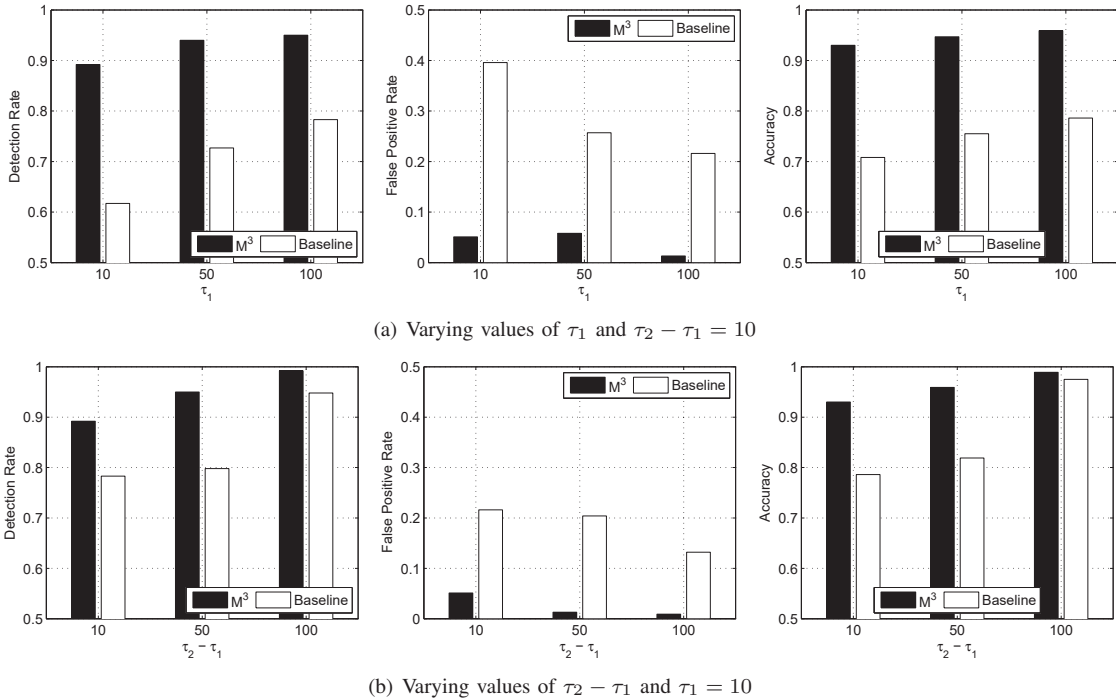 1
0.9
0.8
0.7
0.6
0.5
Detection Rate
10 50 100
τ1
M3 Baseline
0.5
0.4
0.3
0.2
0.1
0
False Positive Rate
10 50 100
τ1
M3 Baseline
1
0.9
0.8
0.7
0.6
0.5
Accuracy
10 50 100
τ1
M3 Baseline
(a) Varying values of τ1 and τ2 − τ1 = 10
1
0.9
0.8
0.7
0.6
0.5
Detection Rate
10 50 100
τ2 − τ1
M3 Baseline
0.5
0.4
0.3
0.2
0.1
0
False Positive Rate
10 50 100
τ2 − τ1
M3 Baseline
1
0.9
0.8
0.7
0.6
0.5
Accuracy
10 50 100
τ2 − τ1
M3 Baseline
(b) Varying values of τ2 − τ1 and τ1 = 10